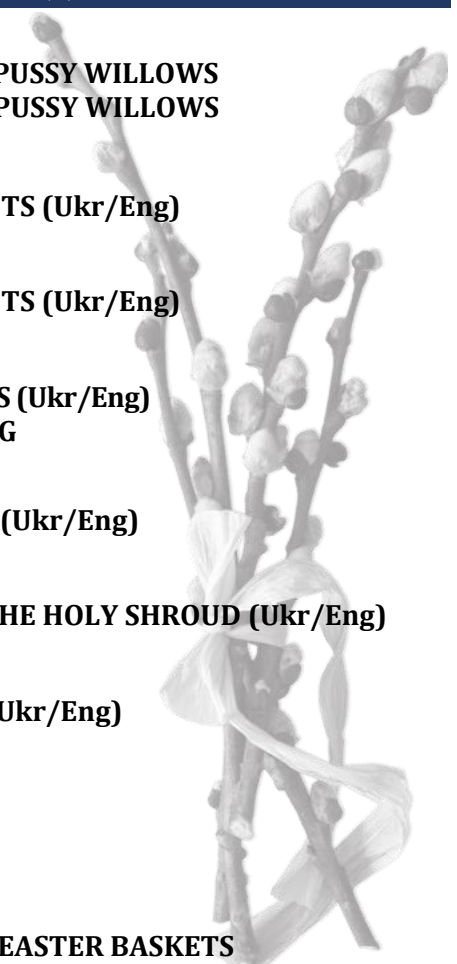 PUSSY WILLOWS
PUSSY WILLOWS
TS (Ukr/Eng)
TS (Ukr/Eng)
S (Ukr/Eng)
G
(Ukr/Eng)
HE HOLY SHROUD (Ukr/Eng)
Ukr/Eng)
EASTER BASKETS